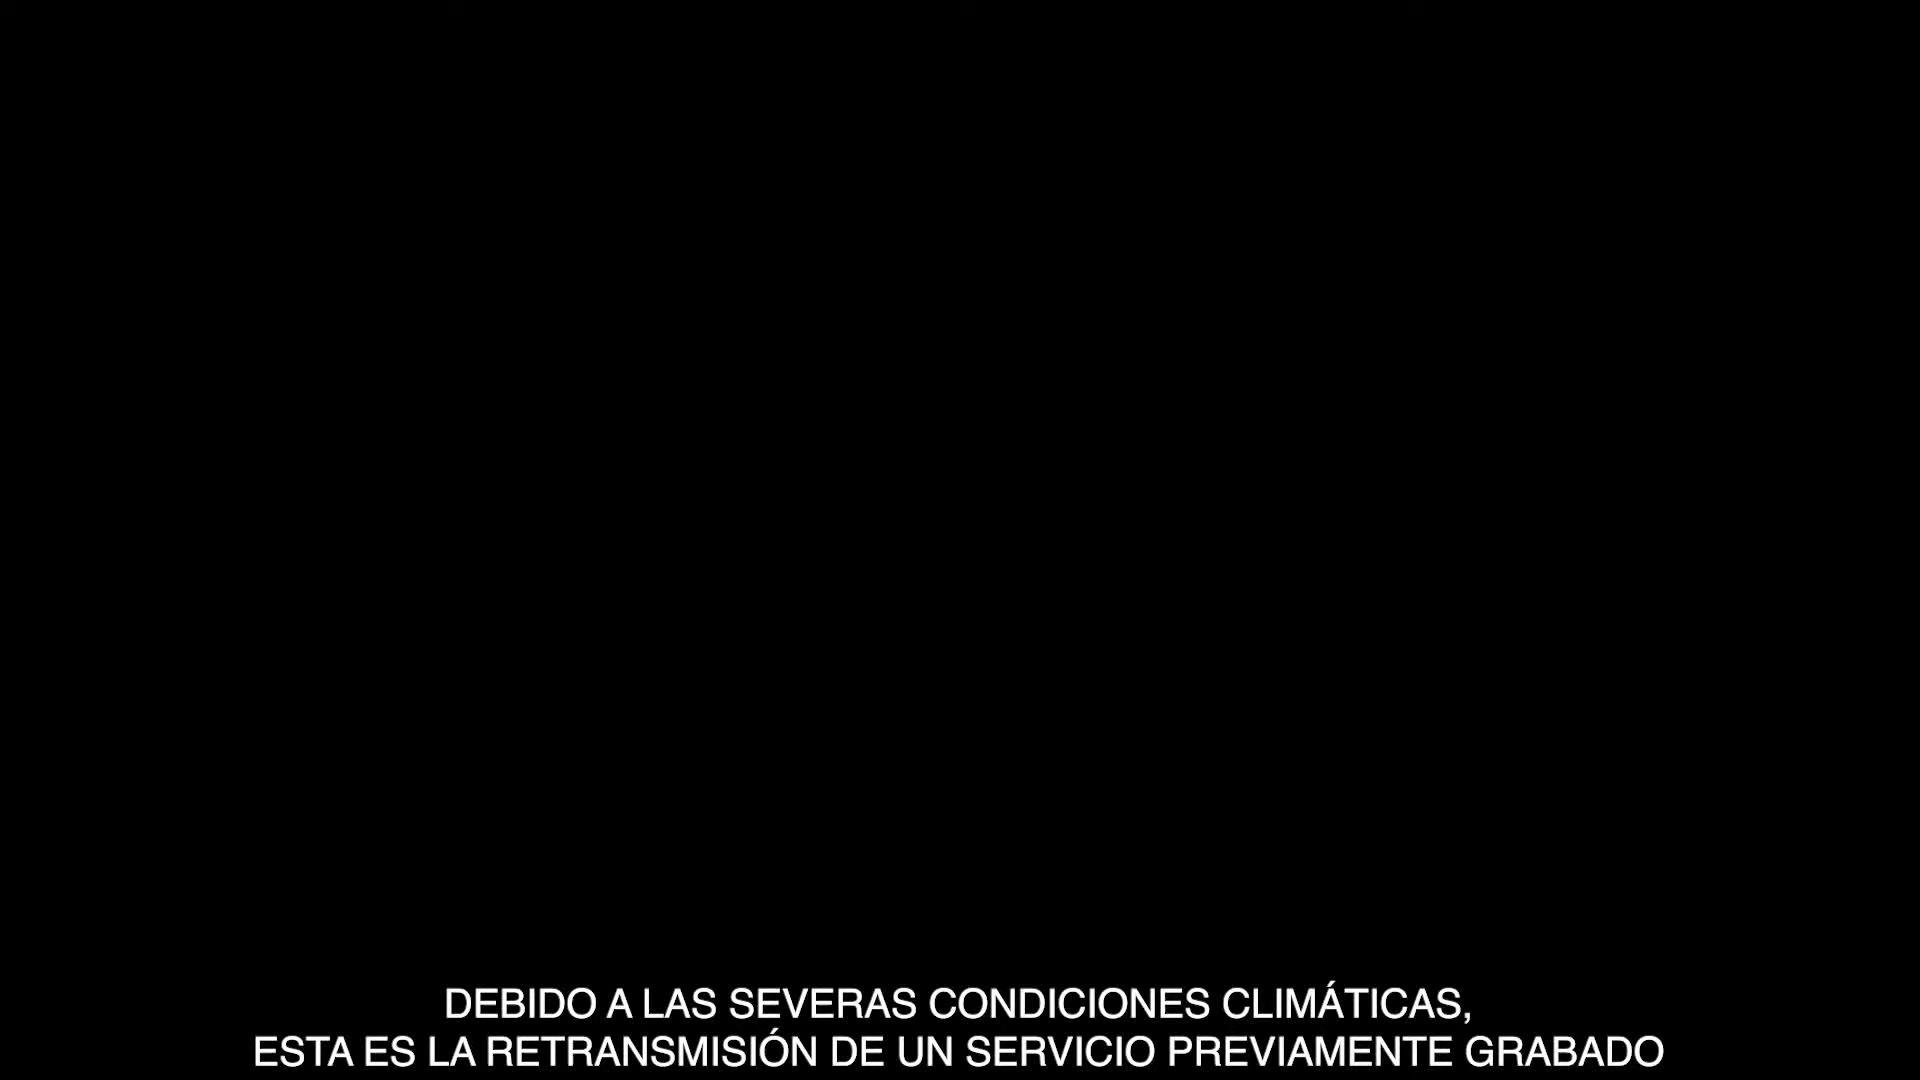 DEBIDO A LAS SEVERAS CONDICIONES CLIMÁTICAS,
ESTA ES LA RETRANSMISIÓN DE UN SERVICIO PREVIAMENTE GRABADO